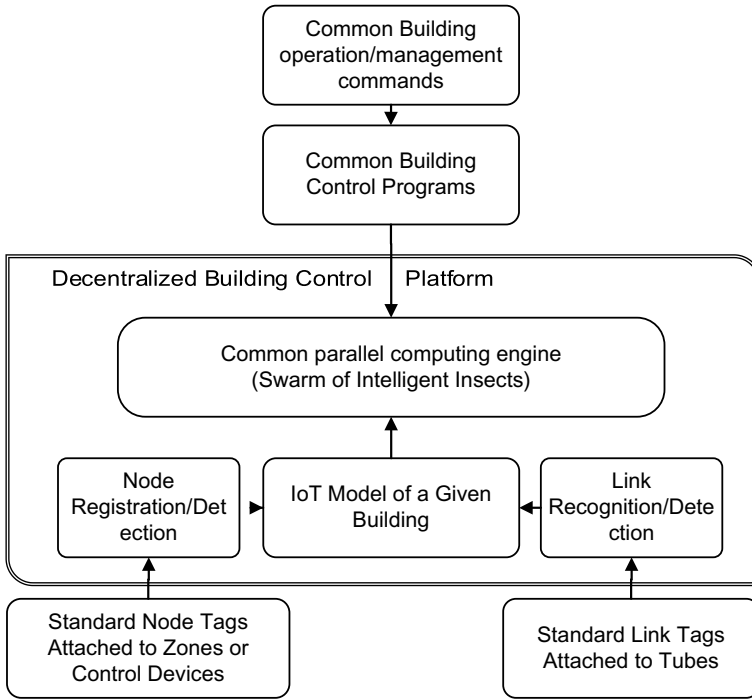 Common Building
operation/management
commands
Common Building
Control Programs
Decentralized Building Control Platform
Common parallel computing engine
(Swarm of Intelligent Insects)
Node
Registration/Det
ection
IoT Model of a Given
Building
Link
Recognition/Dete
ction
Standard Node Tags
Attached to Zones or
Control Devices
Standard Link Tags
Attached to Tubes